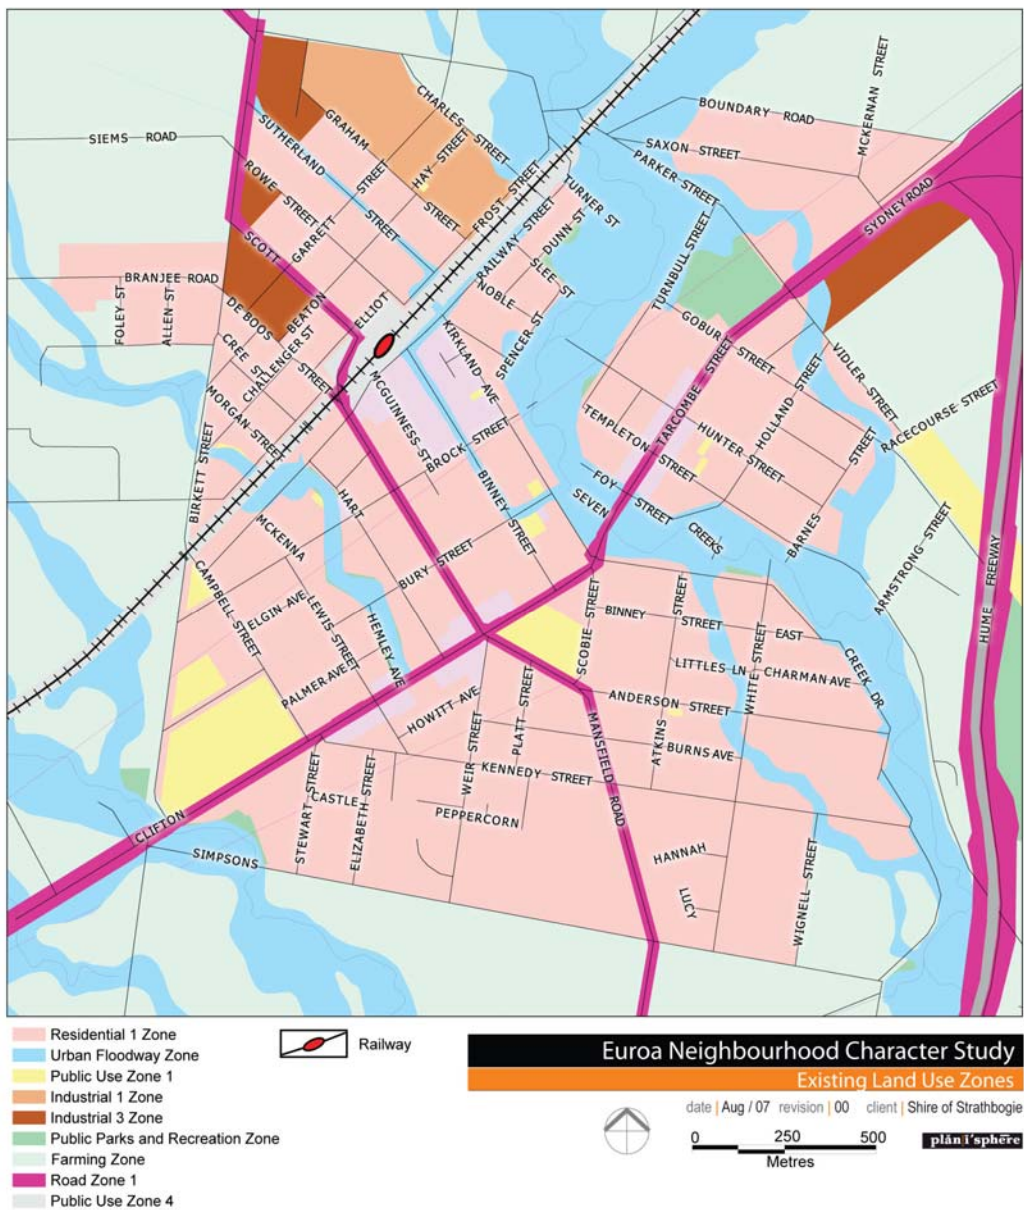 CHARLES STREET
GRAHAM STREET
HAY STREET
SUTHERLAND STREET
SIEMS ROAD
ROWE STREET
GARRETT STREET
FROST STREET
BOUNDARY ROAD
MCKERNAN STREET
SAXON STREET
PARKER STREET
SYDNEY ROAD
TURNER ST
RAILWAY STREET
DUNN ST
SLEE ST
NOBLE
TURNBULL STREET
SCOTT
BRANJEE ROAD
FOLEY ST
ALLEN ST
DE BOOS STREET
BEATON
ELLIOT
CHALLENGER ST
CREE ST
MORGAN STREET
KIRKLAND AVE
SPENCER ST
GOBUR STREET
VIDLER STREET
RACECOURSE STREET
TARCOMBE STREET
HOLLAND STREET
HUNTER STREET
TEMPLETON STREET
MCGUINNESS ST
BROCK STREET
BINNEY STREET
FOY STREET
SEVEN CREEKS
BARNES STREET
ARMSTRONG STREET
HUME FREEWAY
BIRKETT STREET
HART
MCKENNA
BURY STREET
CAMPBELL STREET
ELGIN AVE
LEWIS STREET
HEMLEY AVE
PALMER AVE
SCOBIE STREET
BINNEY STREET EAST
STREET
LITTLES LN
CHARMAN AVE
WHITE STREET
CREEK DR
ANDERSON STREET
ATKINS
BURNS AVE
HOWITT AVE
PLATT STREET
WEIR STREET
MANSFIELD ROAD
KENNEDY STREET
PEPPERCORN
STEWART STREET
CASTLE
ELIZABETH STREET
CLIFTON
SIMPSONS
HANNAH
LUCY
WIGNELL STREET
Residential 1 Zone
Urban Floodway Zone
Public Use Zone 1
Industrial 1 Zone
Industrial 3 Zone
Public Parks and Recreation Zone
Farming Zone
Road Zone 1
Public Use Zone 4
Railway
Euroa Neighbourhood Character Study
Existing Land Use Zones
date | Aug / 07 revision | 00 client | Shire of Strathbogie
0 250 500
Metres
plan i'sphere